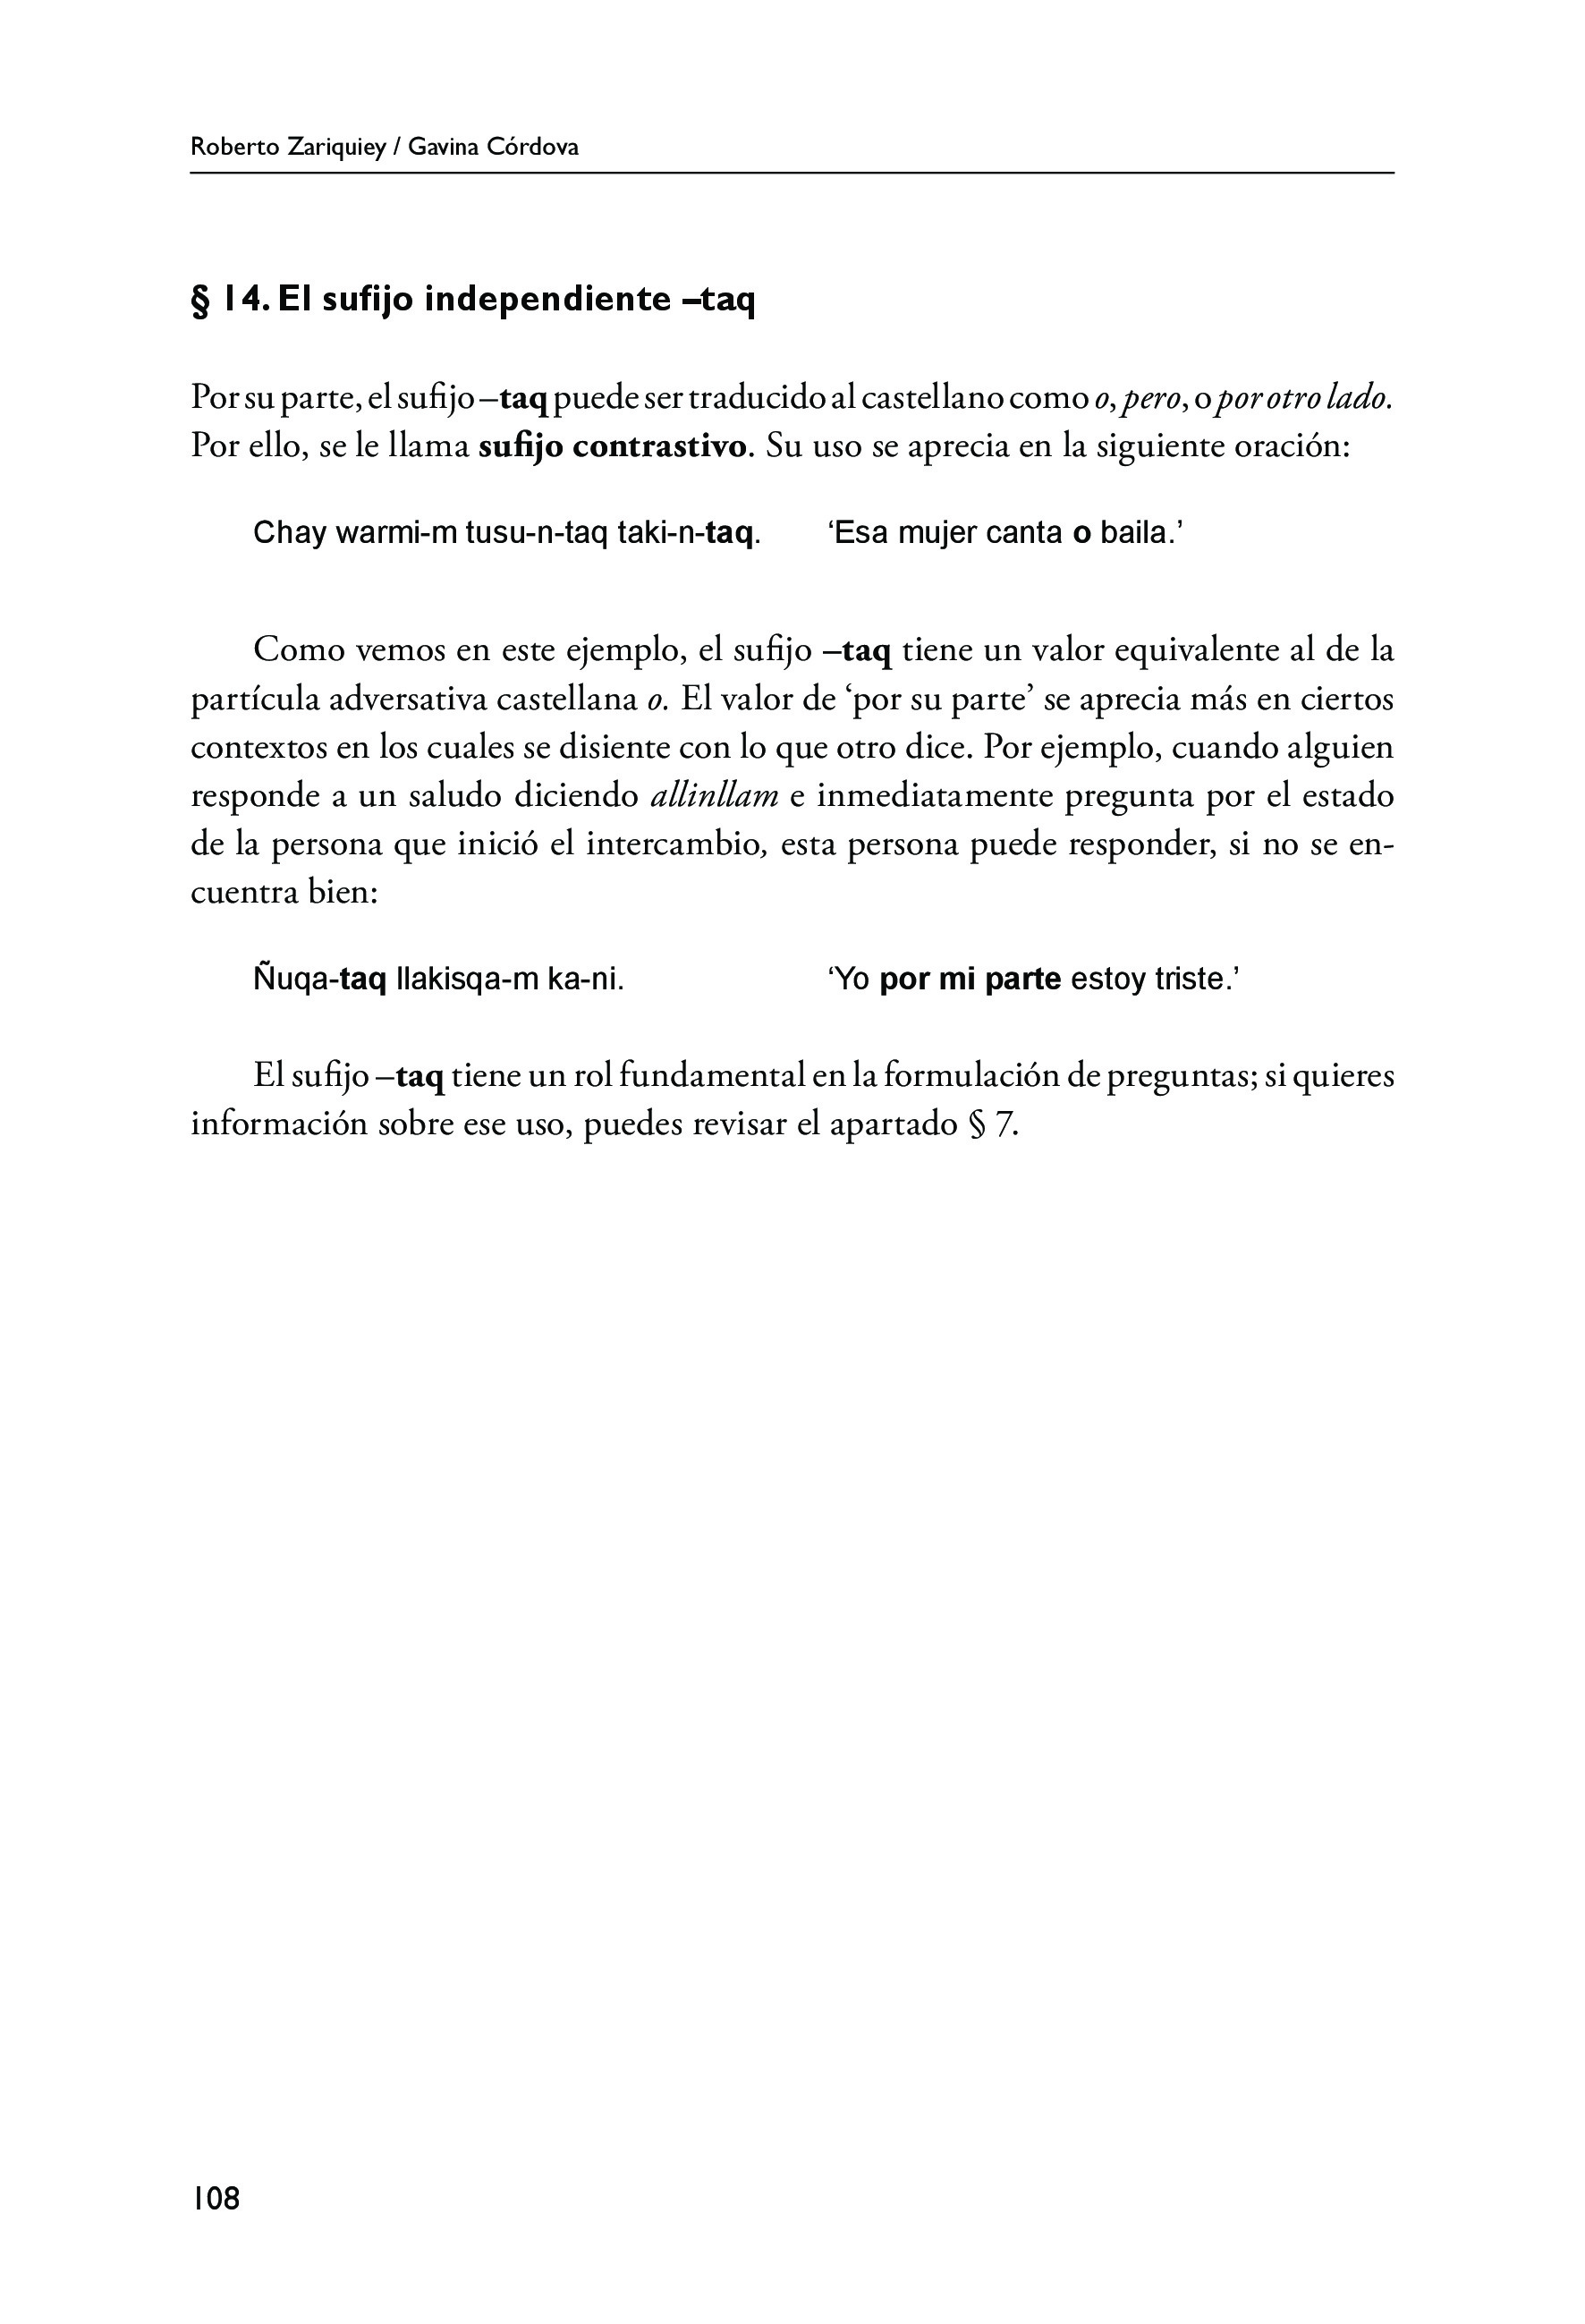 Roberto Zariquiey / Gavina Córdova
§ 14. El sufijo independiente –taq
Por su parte, el sufijo –taq puede ser traducido al castellano como o, pero, o por otro lado.
Por ello, se le llama sufijo contrastivo. Su uso se aprecia en la siguiente oración:
Chay warmi-m tusu-n-taq taki-n-taq. ‘Esa mujer canta o baila.’
Como vemos en este ejemplo, el sufijo –taq tiene un valor equivalente al de la
partícula adversativa castellana o. El valor de ‘por su parte’ se aprecia más en ciertos
contextos en los cuales se disiente con lo que otro dice. Por ejemplo, cuando alguien
responde a un saludo diciendo allinllam e inmediatamente pregunta por el estado
de la persona que inició el intercambio, esta persona puede responder, si no se en-
cuentra bien:
Ñuqa-taq llakisqa-m ka-ni. ‘Yo por mi parte estoy triste.’
El sufijo –taq tiene un rol fundamental en la formulación de preguntas; si quieres
información sobre ese uso, puedes revisar el apartado § 7.
108